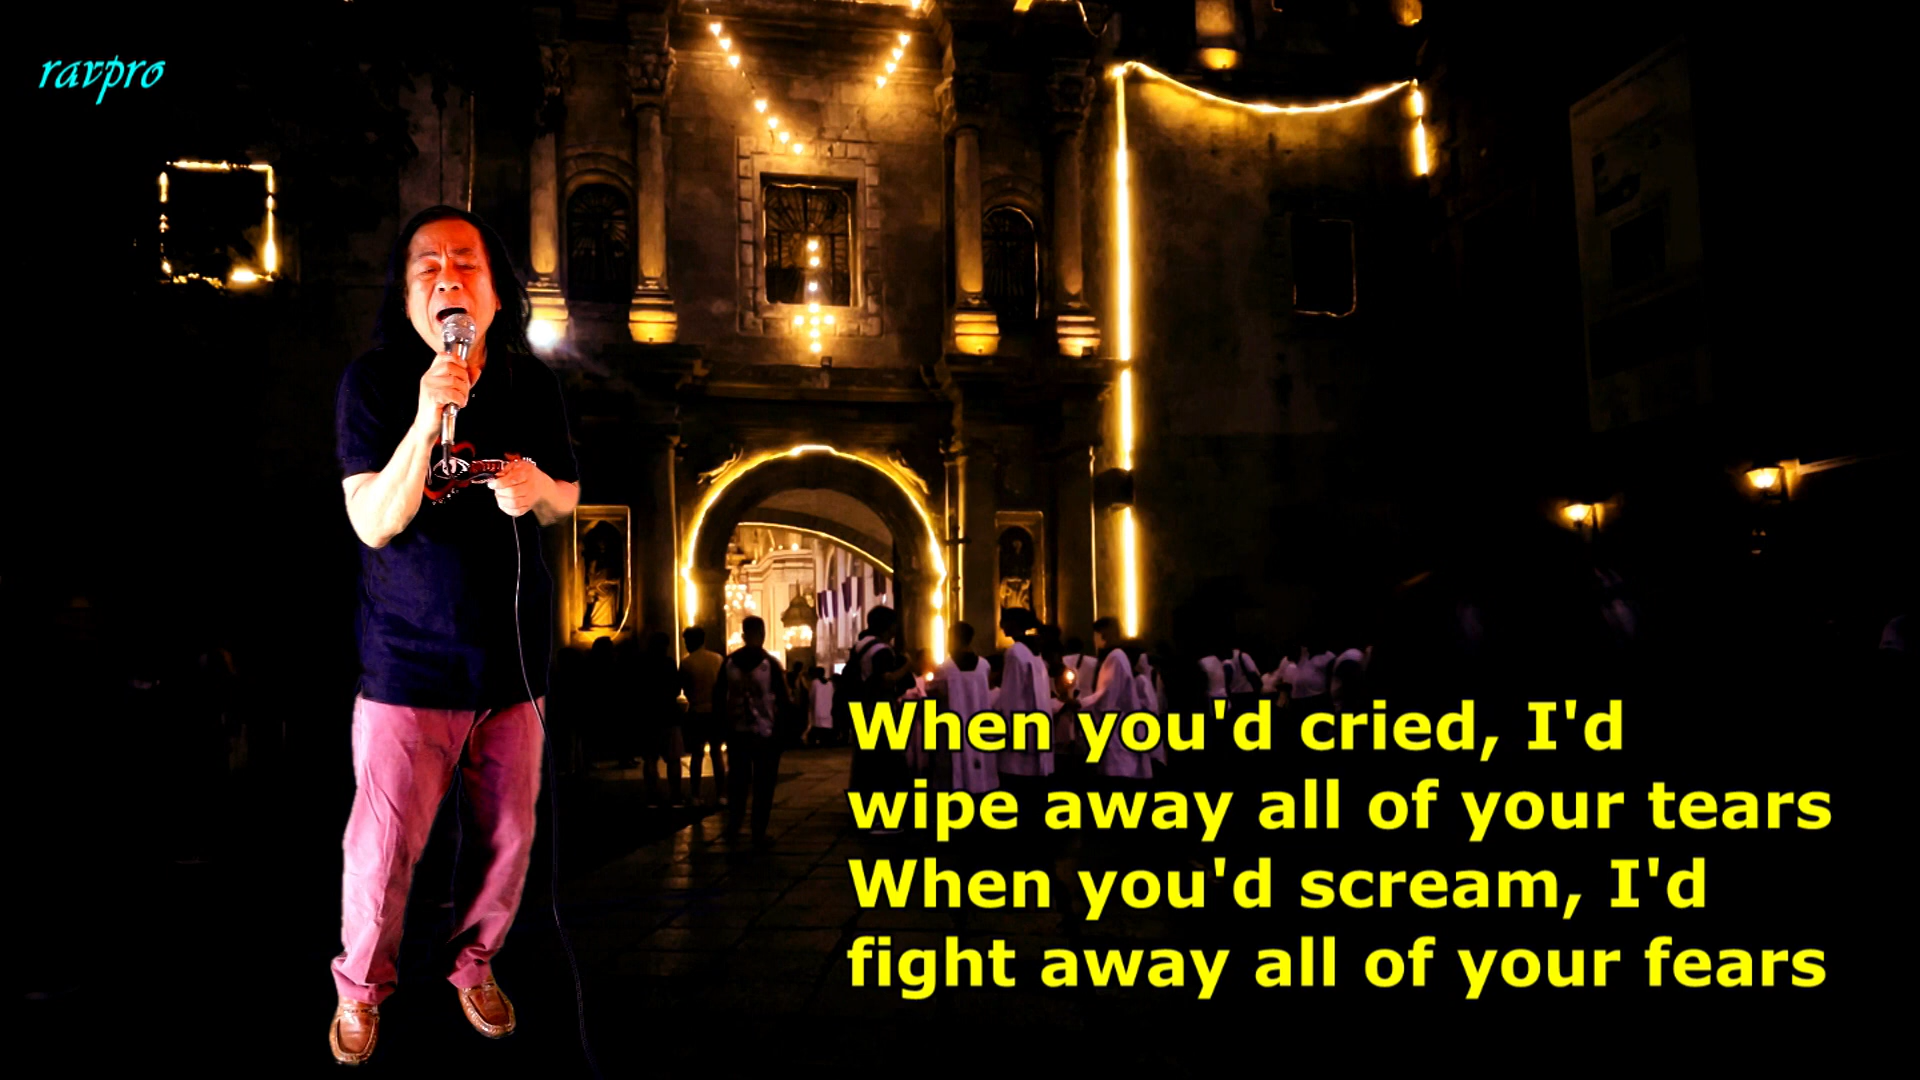 ravpro
When you'd cried, I'd
wipe away all of your tears
When you'd scream, I'd
fight away all of your fears